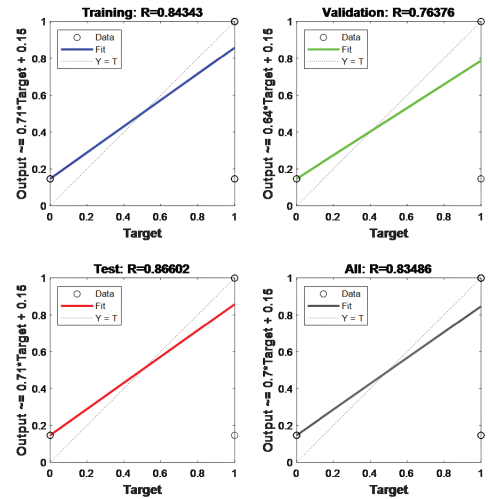 Training: R=0.84343
Output ~= 0.71*Target + 0.15
1
0.8
0.6
0.4
0.2
0
Data
Fit
Y = T
0 0.2 0.4 0.6 0.8 1
Target
Validation: R=0.76376
Output ~= 0.64*Target + 0.15
1
0.8
0.6
0.4
0.2
0
Data
Fit
Y = T
0 0.2 0.4 0.6 0.8 1
Target
Test: R=0.86602
Output ~= 0.71*Target + 0.15
1
0.8
0.6
0.4
0.2
0
Data
Fit
Y = T
0 0.2 0.4 0.6 0.8 1
Target
All: R=0.83486
Output ~= 0.7*Target + 0.15
1
0.8
0.6
0.4
0.2
0
Data
Fit
Y = T
0 0.2 0.4 0.6 0.8 1
Target